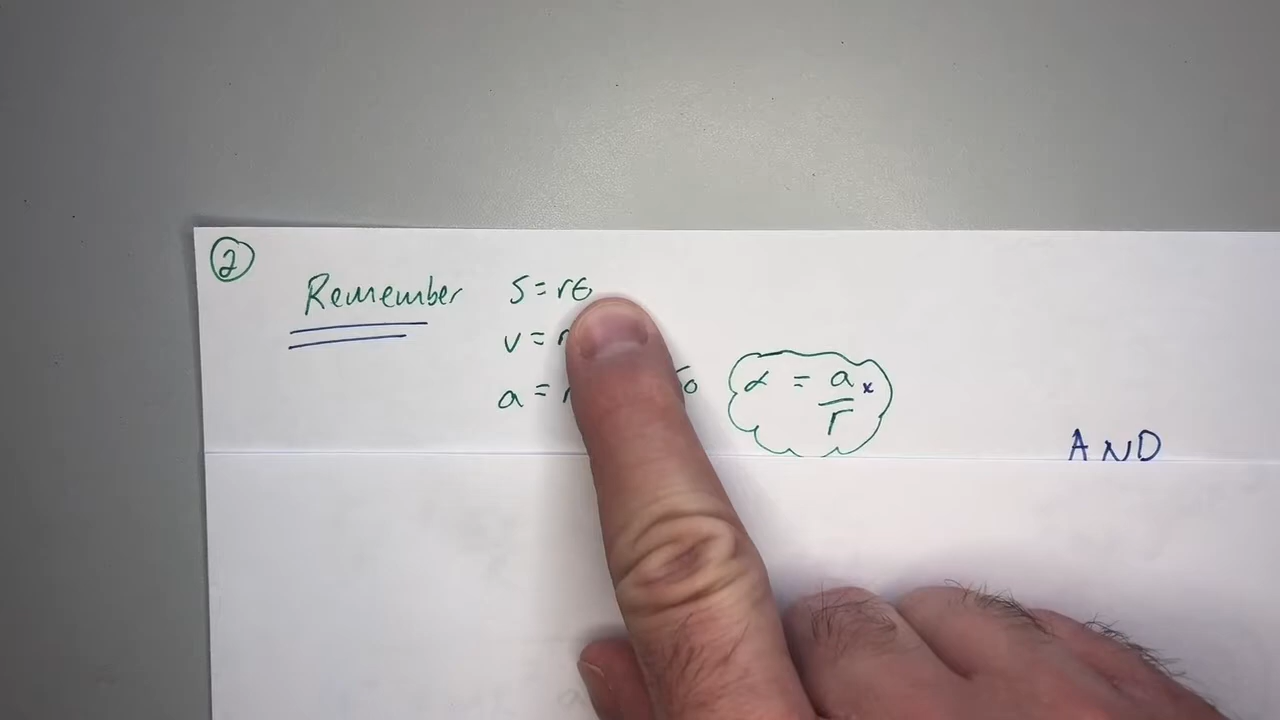 ②
Remember s = rθ
v =
a = α = a x / r
AND